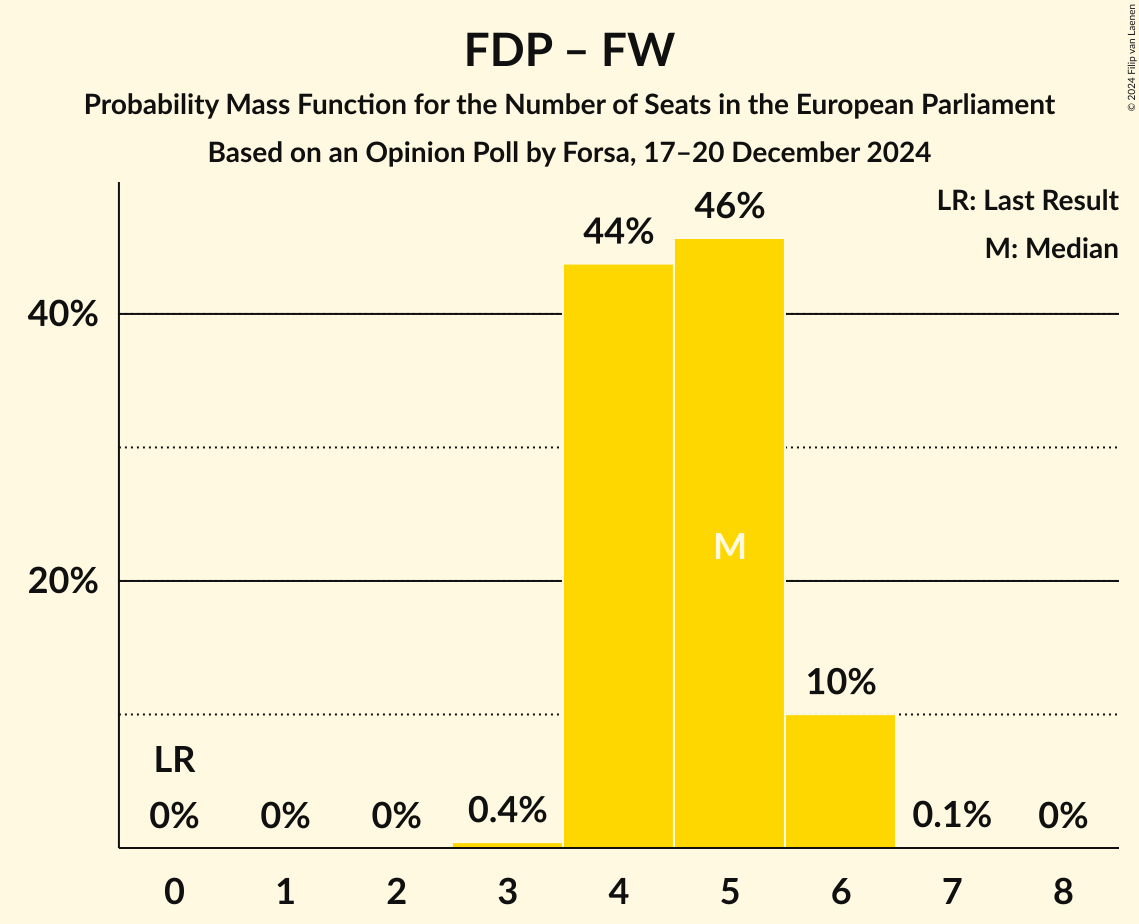 FDP – FW
Probability Mass Function for the Number of Seats in the European Parliament
Based on an Opinion Poll by Forsa, 17–20 December 2024
© 2024 Filip van Laenen
LR: Last Result
M: Median
40%
20%
LR
0%
0%
0%
0.4%
44%
46%
M
10%
0.1%
0%
0 1 2 3 4 5 6 7 8